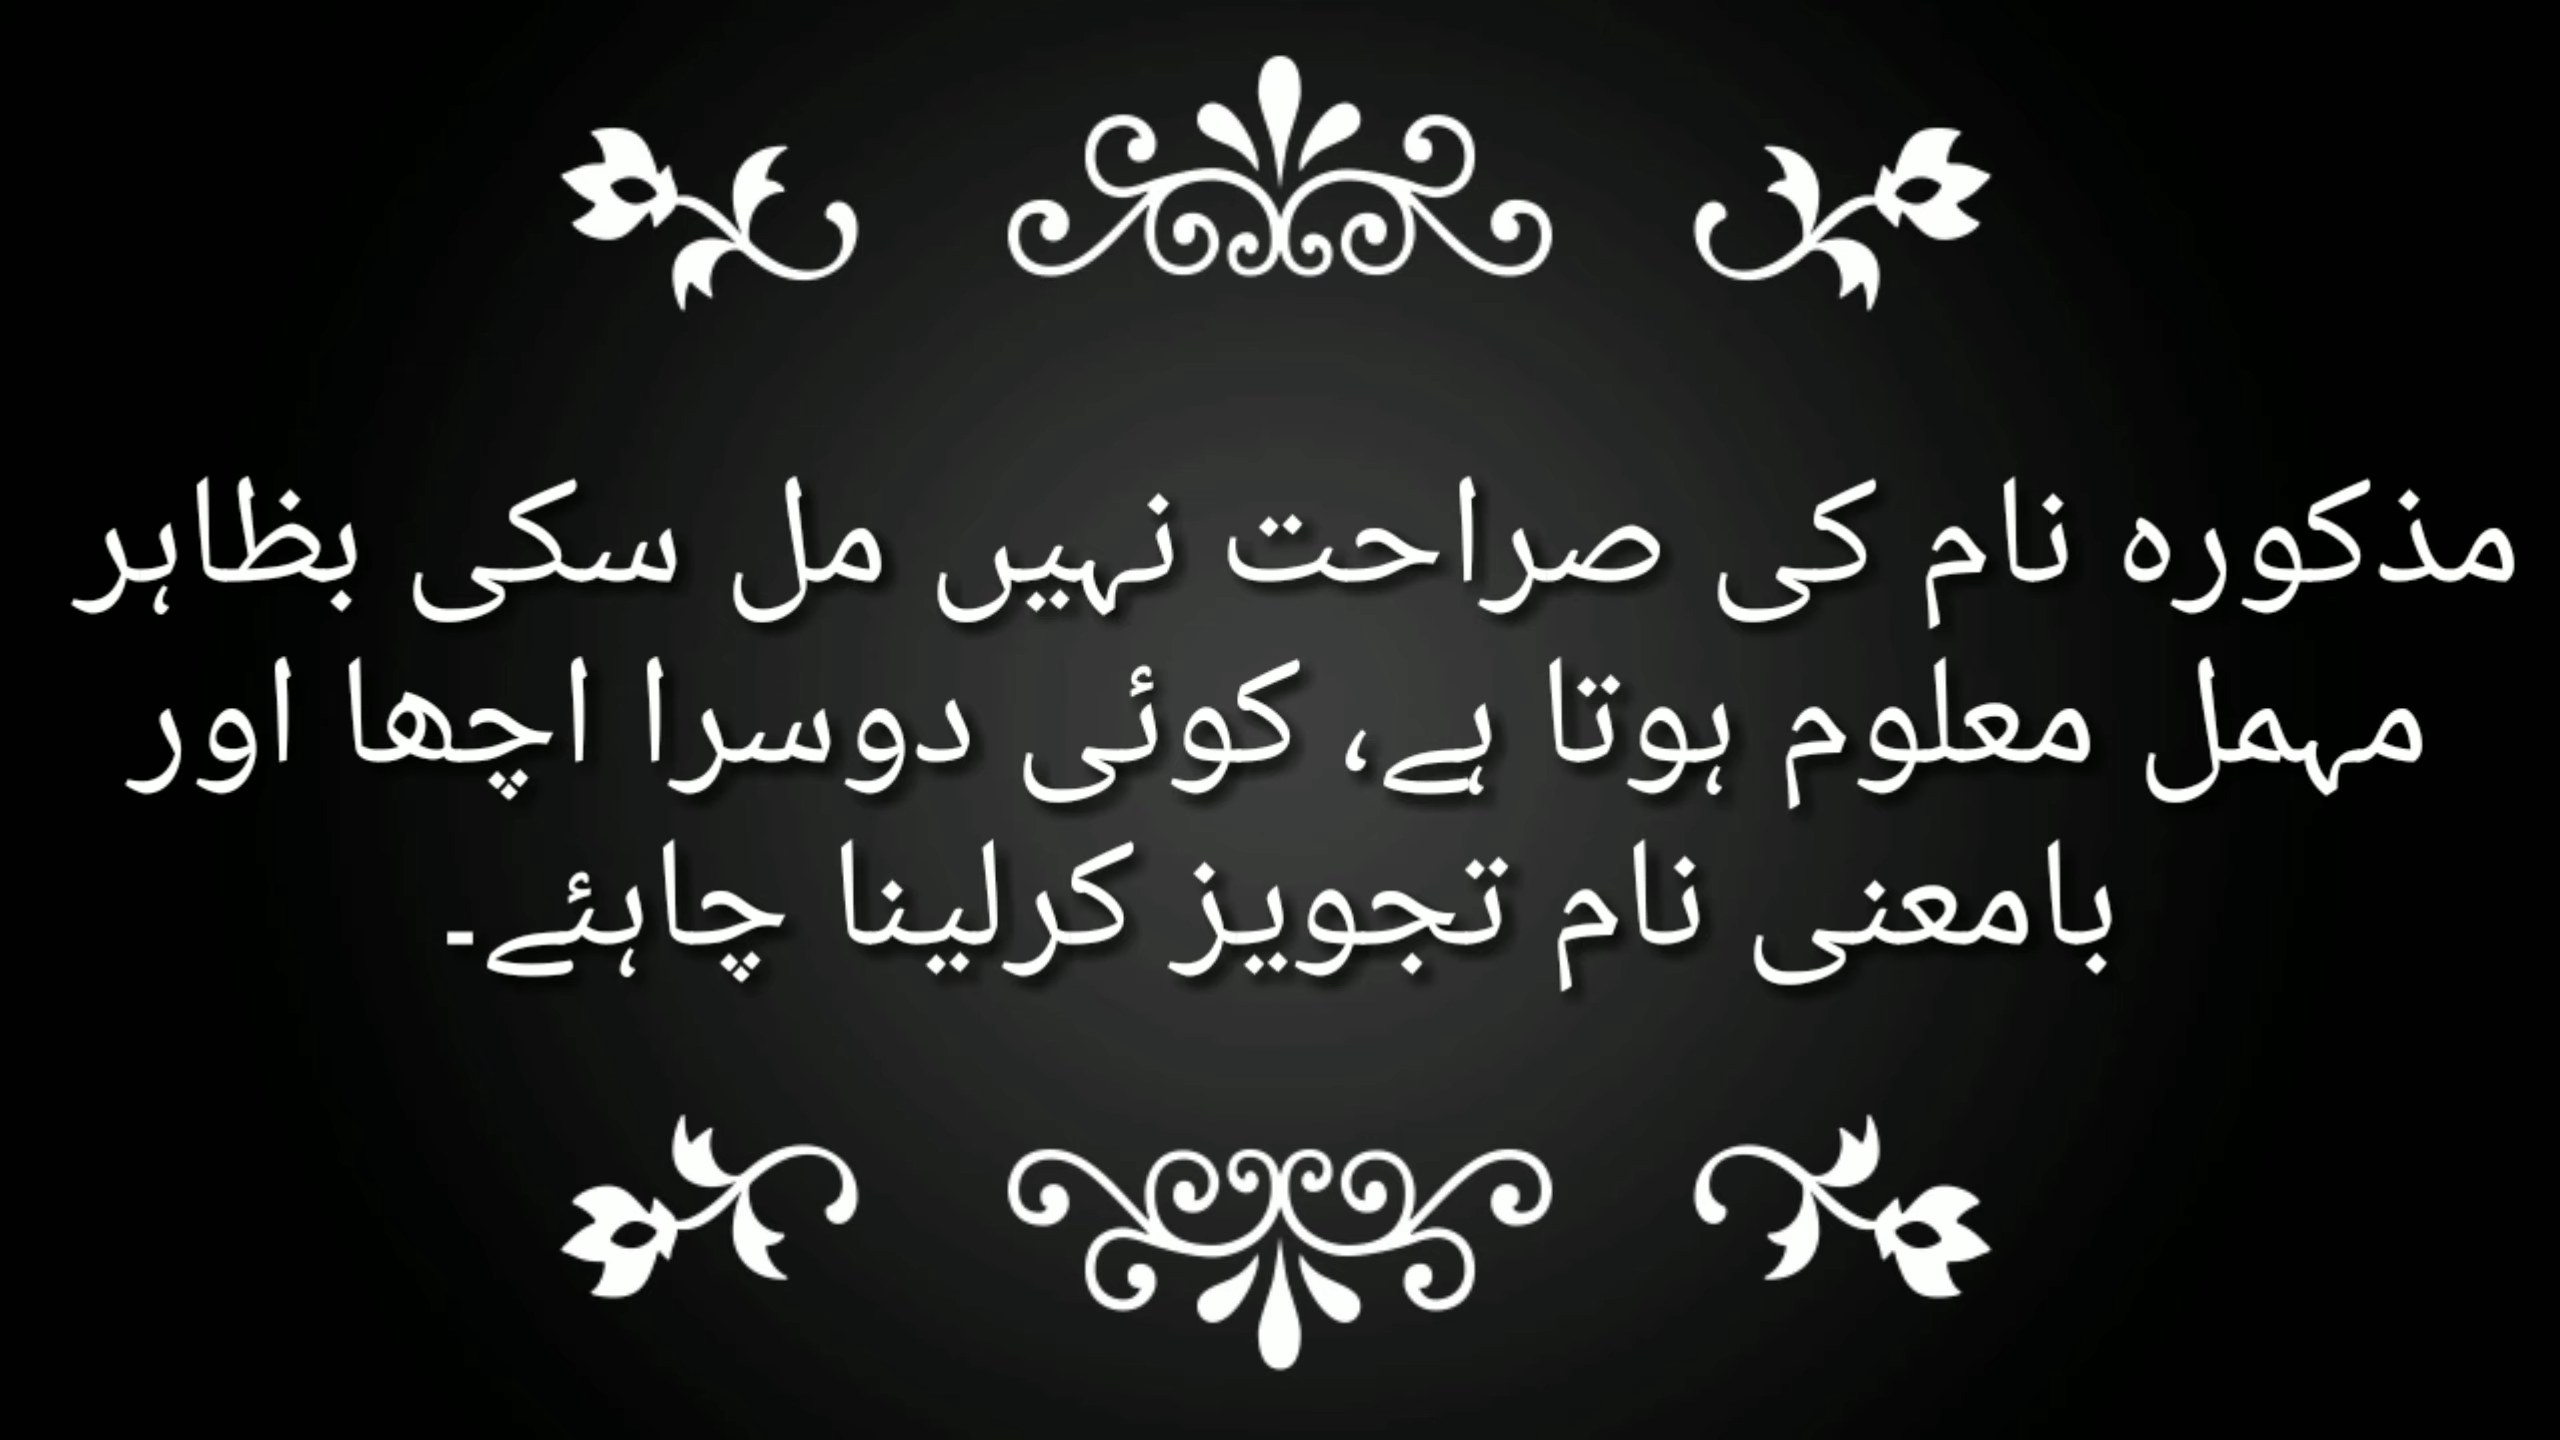 مذکورہ نام کی صراحت نہیں مل سکی بظاہر
مہمل معلوم ہوتا ہے، کوئی دوسرا اچھا اور
بامعنی نام تجویز کرلینا چاہئے۔